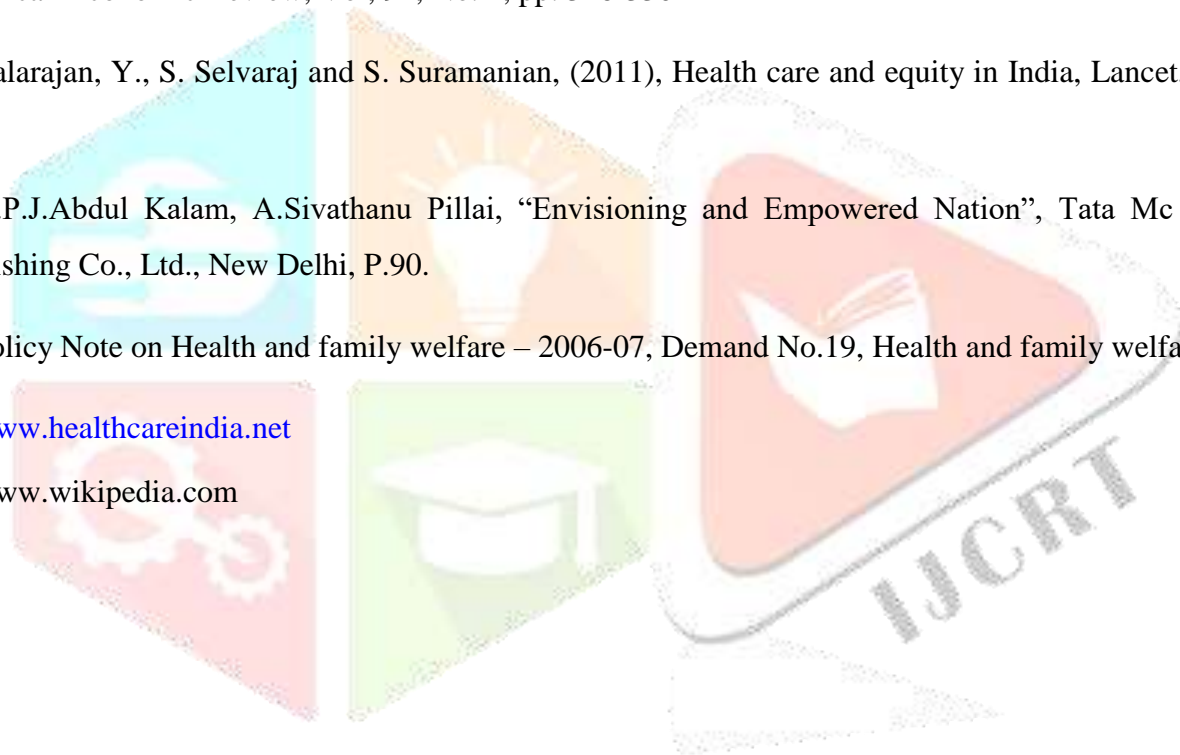 alarajan, Y., S. Selvaraj and S. Suramanian, (2011), Health care and equity in India, Lancet.
.P.J.Abdul Kalam, A.Sivathanu Pillai, “Envisioning and Empowered Nation”, Tata Mc
shing Co., Ltd., New Delhi, P.90.
olicy Note on Health and family welfare – 2006-07, Demand No.19, Health and family welfa
ww.healthcareindia.net
ww.wikipedia.com
IJCRT